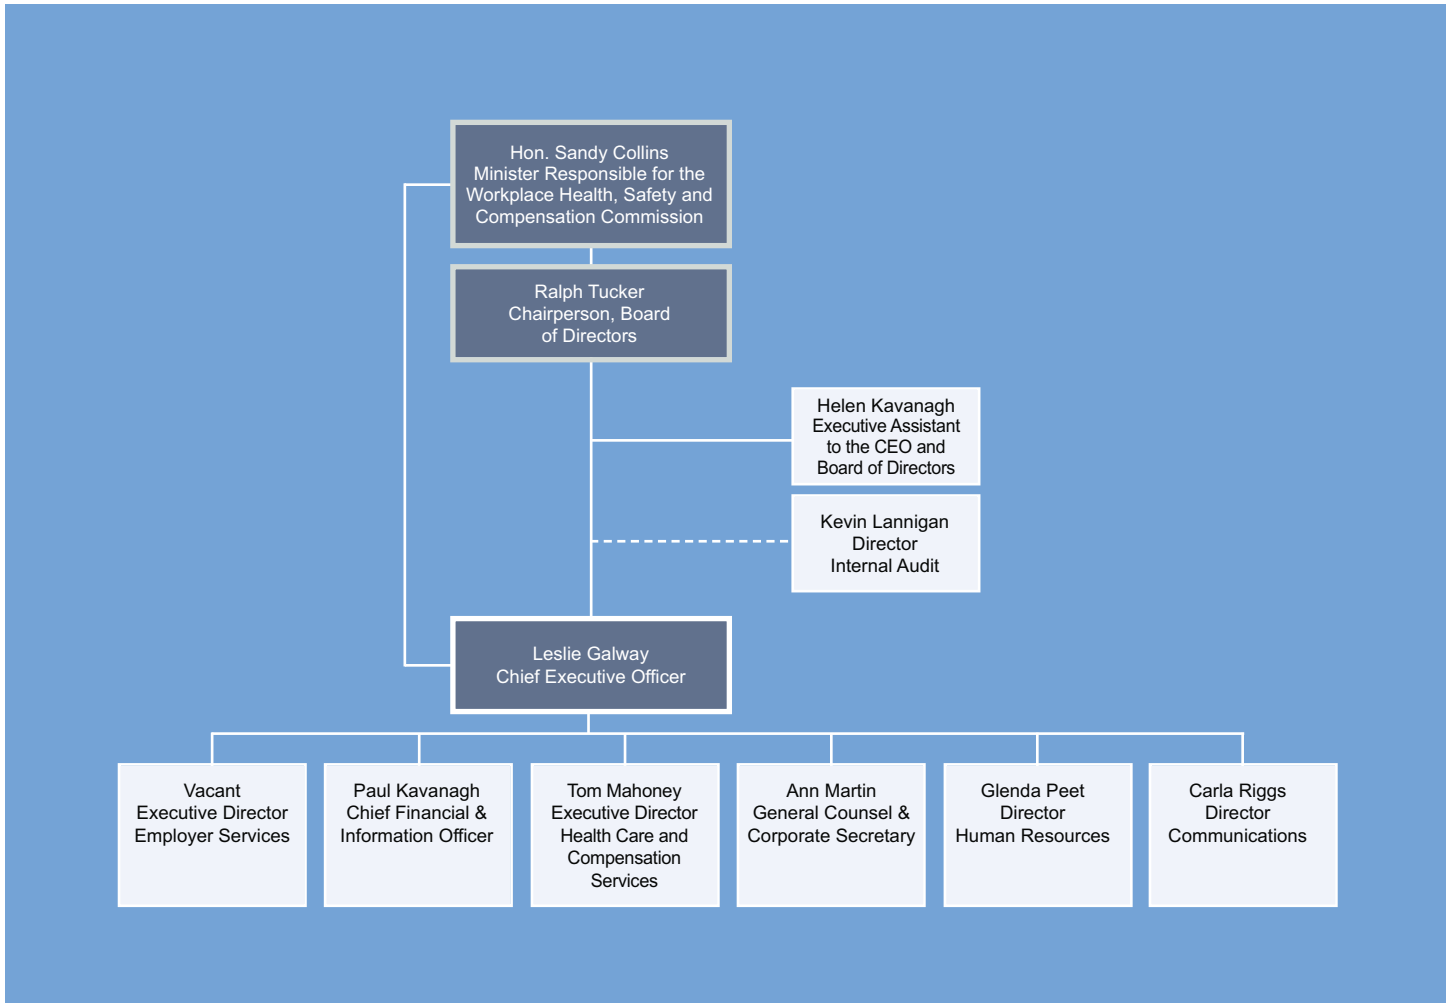 Hon. Sandy Collins
Minister Responsible for the
Workplace Health, Safety and
Compensation Commission
Ralph Tucker
Chairperson, Board
of Directors
Helen Kavanagh
Executive Assistant
to the CEO and
Board of Directors
Kevin Lannigan
Director
Internal Audit
Leslie Galway
Chief Executive Officer
Vacant
Executive Director
Employer Services
Paul Kavanagh
Chief Financial &
Information Officer
Tom Mahoney
Executive Director
Health Care and
Compensation
Services
Ann Martin
General Counsel &
Corporate Secretary
Glenda Peet
Director
Human Resources
Carla Riggs
Director
Communications